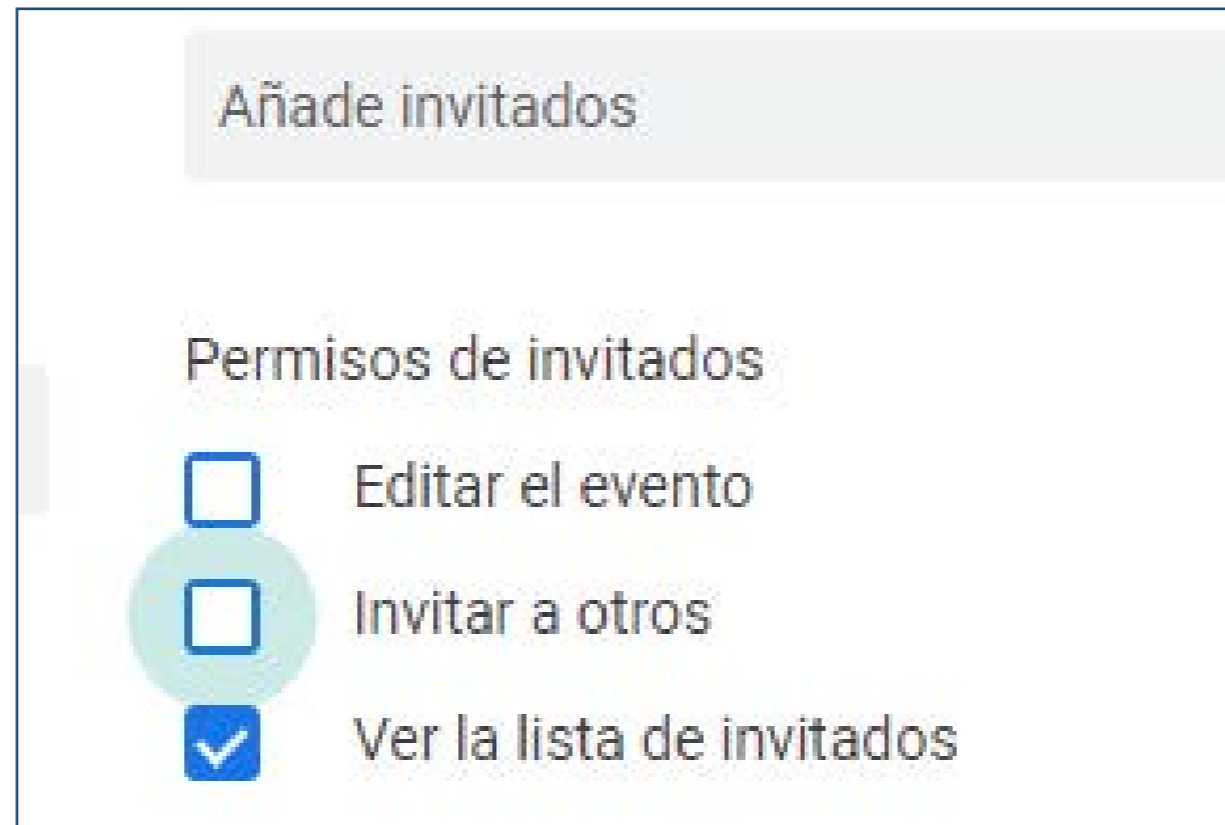 Añade invitados
Permisos de invitados
Editar el evento
Invitar a otros
Ver la lista de invitados